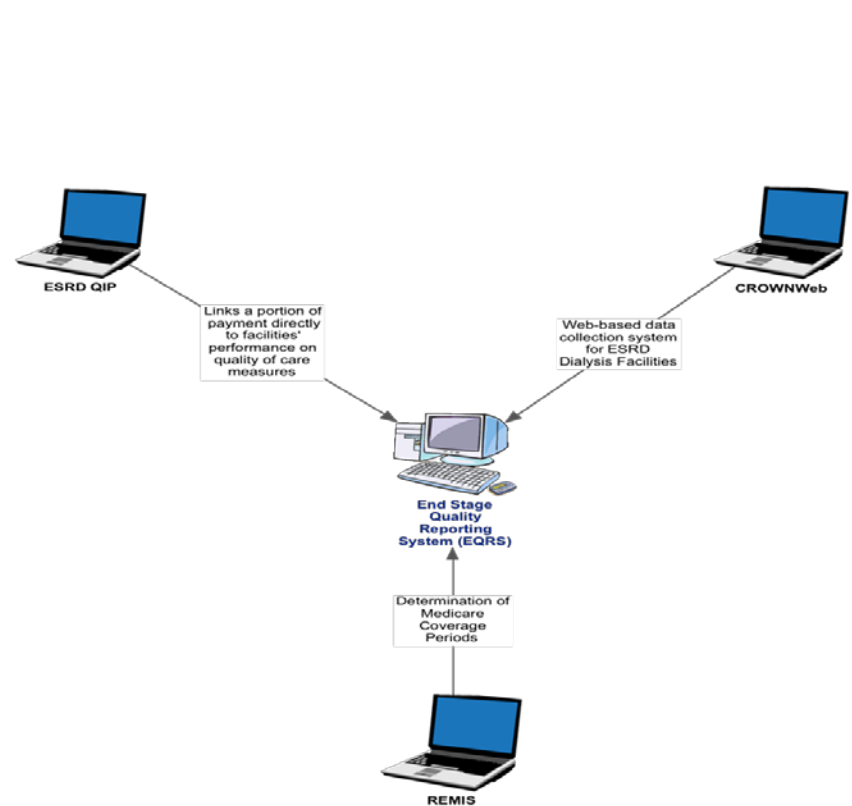 ESRD QIP
CROWNWeb
Links a portion of
payment directly
to facilities'
performance on
quality of care
measures
Web-based data
collection system
for ESRD
Dialysis Facilities
End Stage
Quality
Reporting
System (EQRS)
Determination of
Medicare
Coverage
Periods
REMIS